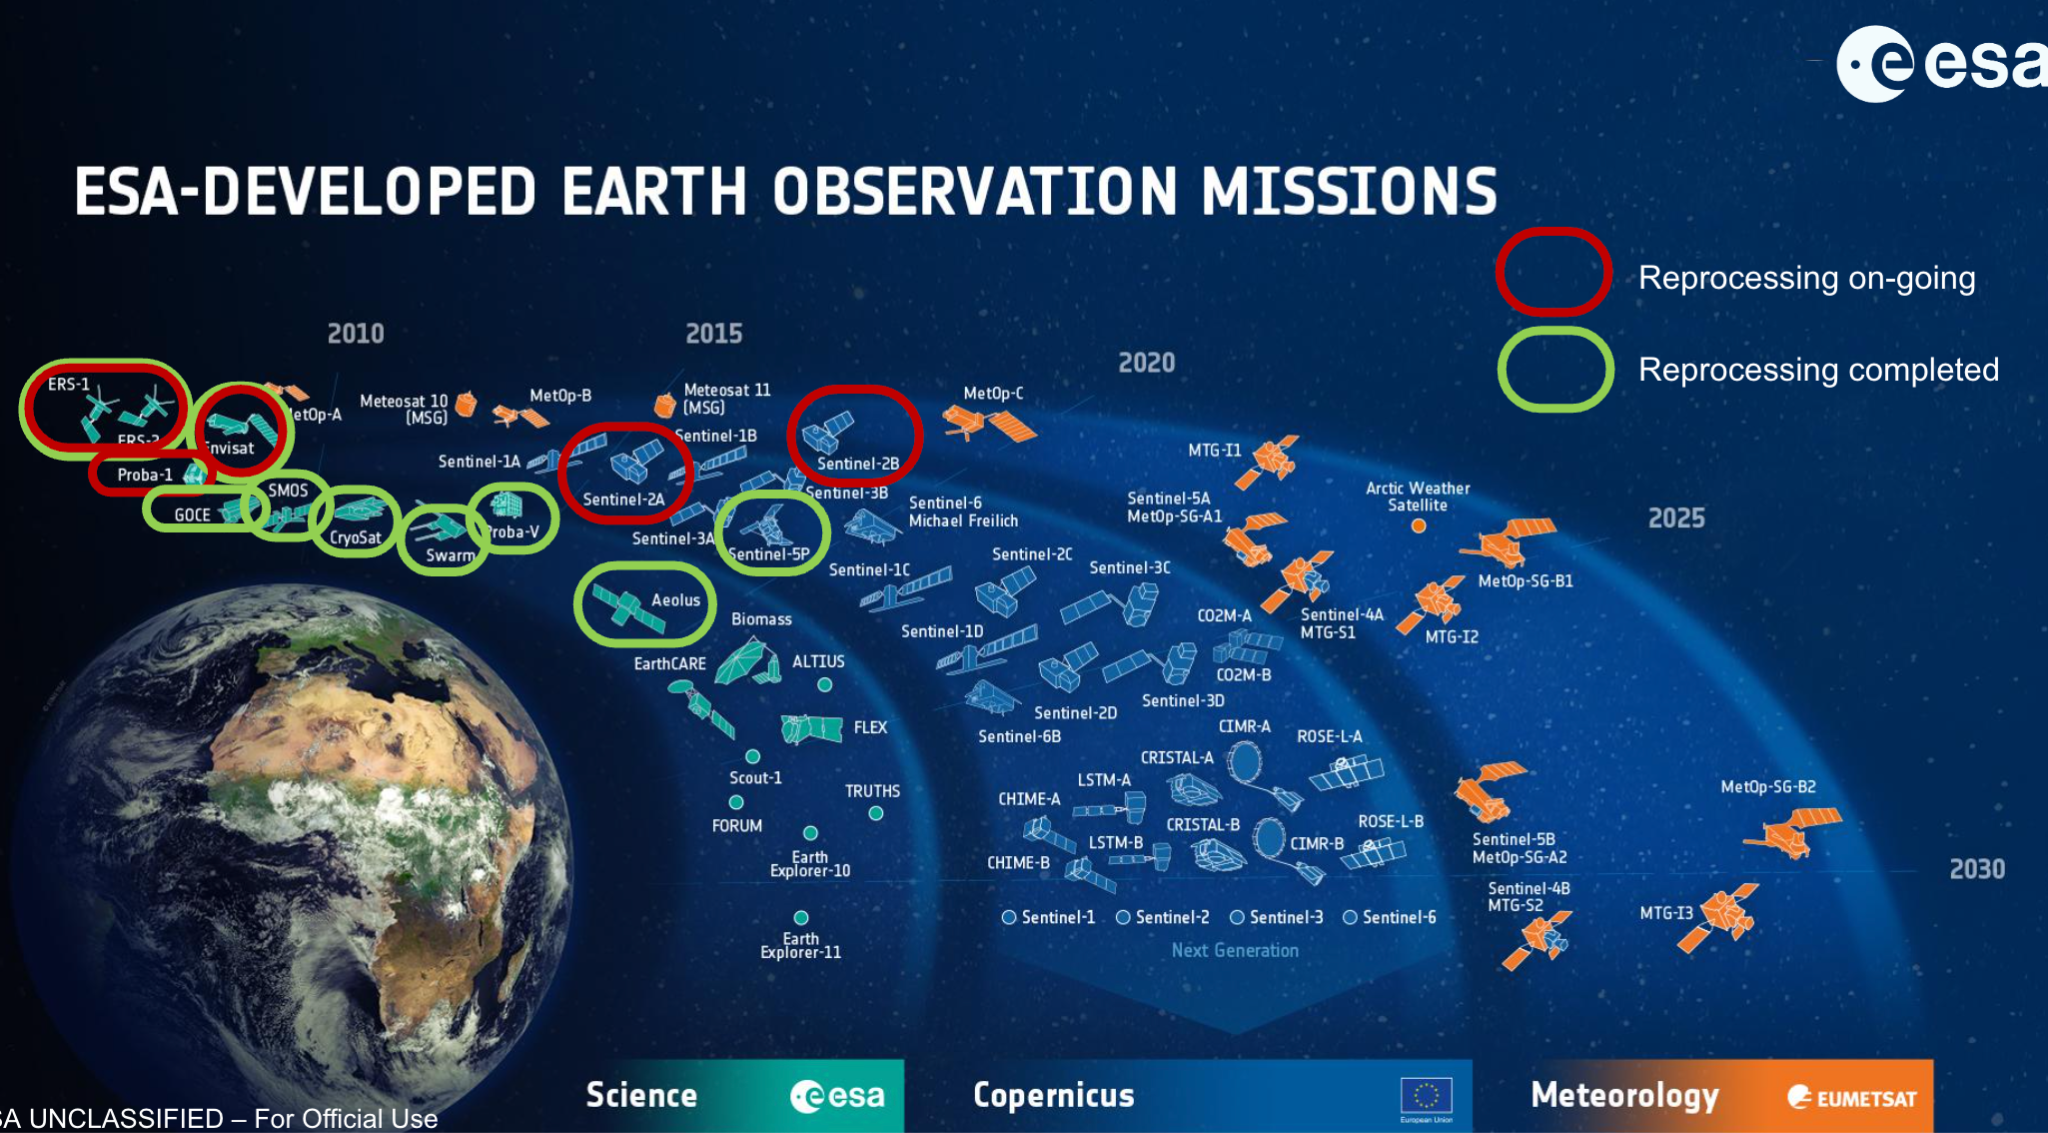 esa
ESA-DEVELOPED EARTH OBSERVATION MISSIONS
Reprocessing on-going
Reprocessing completed
2010
2015
2020
2025
2030
ERS-1
ERS-2
Envisat
MetOp-A
Meteosat 10
(MSG)
MetOp-B
Meteosat 11
(MSG)
MetOp-C
Proba-1
GOCE
SMOS
CryoSat
Swarm
Proba-V
Sentinel-1A
Sentinel-2A
Sentinel-1B
Sentinel-2B
Sentinel-3B
Sentinel-3A
Sentinel-5P
Sentinel-6
Michael Freilich
MTG-I1
Sentinel-5A
MetOp-SG-A1
Arctic Weather
Satellite
MetOp-SG-B1
Sentinel-1C
Sentinel-2C
Sentinel-3C
Aeolus
Biomass
EarthCARE
ALTIUS
FLEX
Scout-1
FORUM
TRUTHS
Earth
Explorer-10
Earth
Explorer-11
Sentinel-1D
CO2M-A
CO2M-B
Sentinel-4A
MTG-S1
MTG-I2
Sentinel-3D
Sentinel-2D
Sentinel-6B
CIMR-A
ROSE-L-A
CRISTAL-A
LSTM-A
CHIME-A
CRISTAL-B
ROSE-L-B
LSTM-B
CIMR-B
CHIME-B
Sentinel-5B
MetOp-SG-A2
MetOp-SG-B2
Sentinel-4B
MTG-S2
MTG-I3
Sentinel-1 Sentinel-2 Sentinel-3 Sentinel-6
Next Generation
Science esa
Copernicus
European Union
Meteorology EUMETSAT
SA UNCLASSIFIED – For Official Use